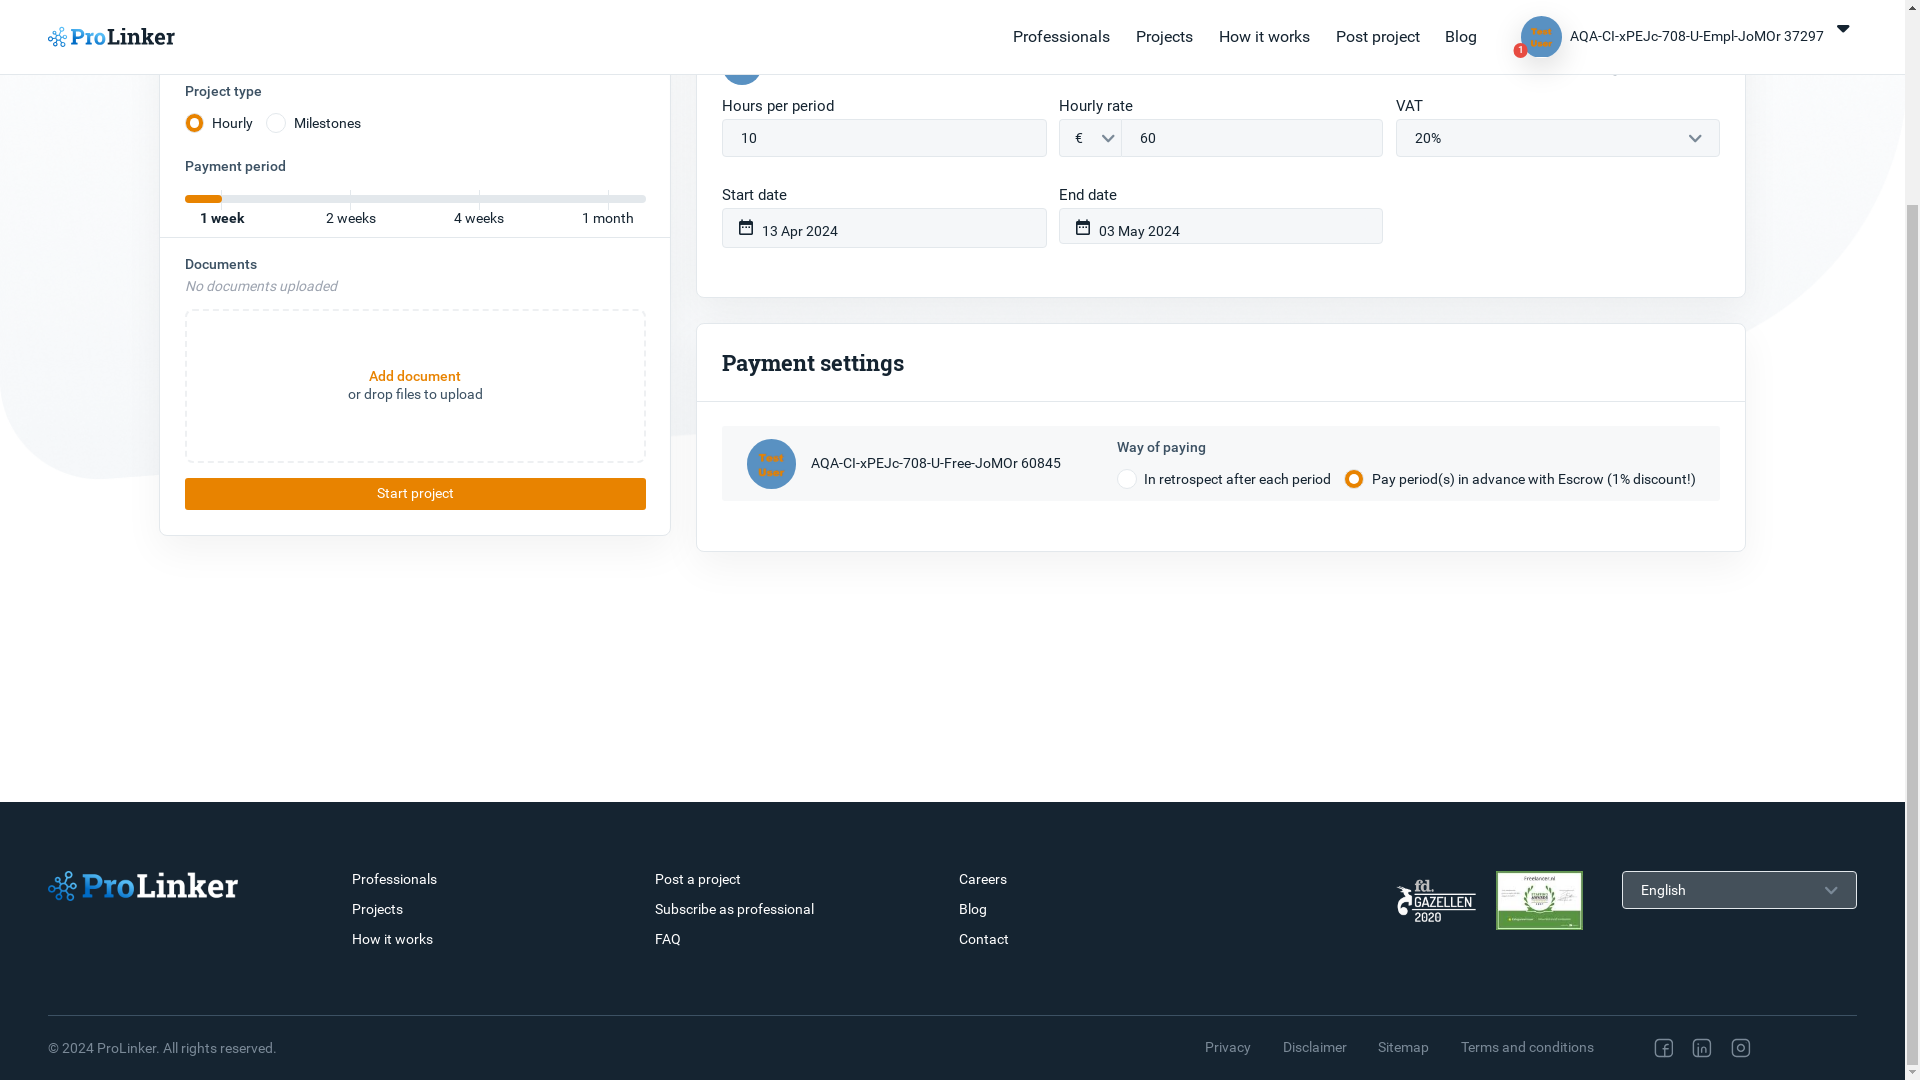 ProLinker
Professionals
Projects
How it works
Post project
Blog
Test
User
1
AQA-CI-xPEJc-708-U-Empl-JoMOr 37297
Project type
Hourly
Milestones
Payment period
1 week
2 weeks
4 weeks
1 month
Documents
No documents uploaded
Add document
or drop files to upload
Start project
Hours per period
Hourly rate
VAT
10
€
60
20%
Start date
End date
13 Apr 2024
03 May 2024
Payment settings
Test
User
AQA-CI-xPEJc-708-U-Free-JoMOr 60845
Way of paying
In retrospect after each period
Pay period(s) in advance with Escrow (1% discount!)
ProLinker
Professionals
Projects
How it works
Post a project
Subscribe as professional
FAQ
Careers
Blog
Contact
fd.
GAZELLEN
2020
Freelancer.nl
English
© 2024 ProLinker. All rights reserved.
Privacy
Disclaimer
Sitemap
Terms and conditions